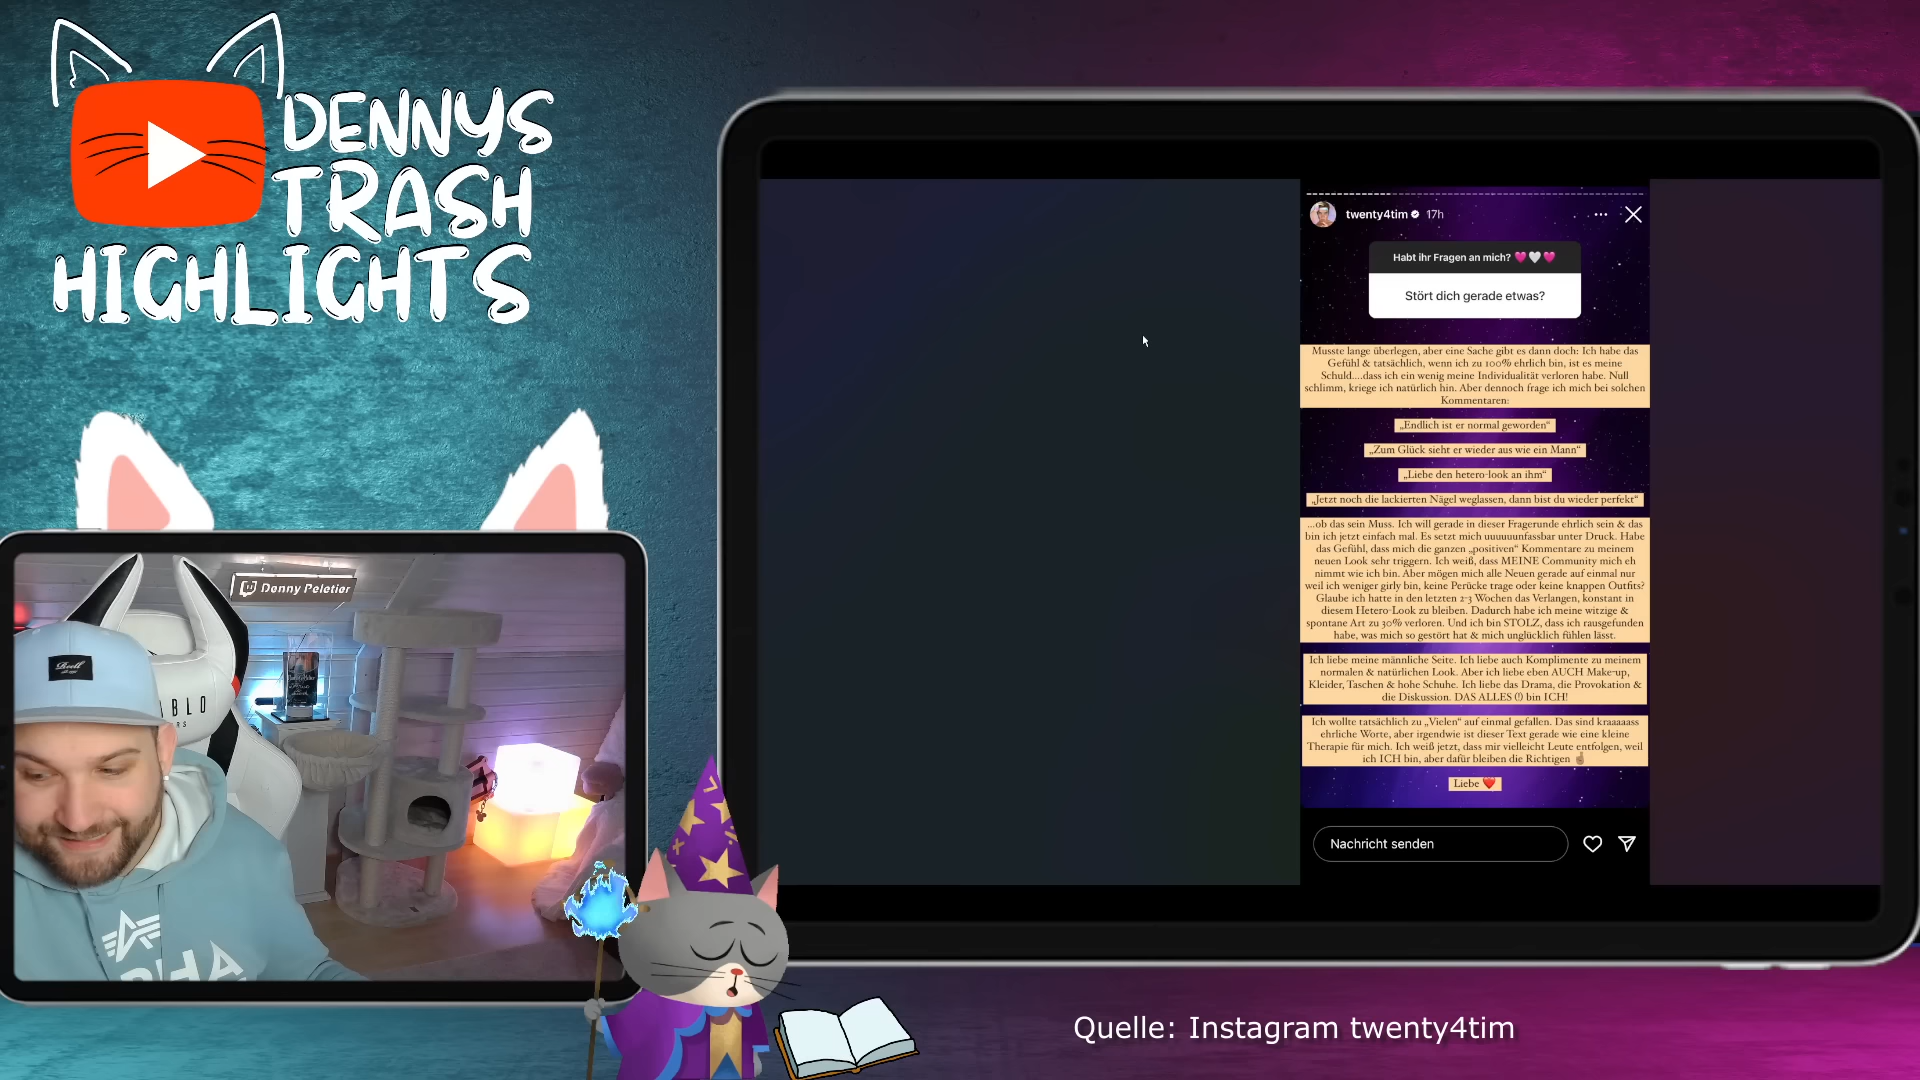 DENNYS
TRASH
HIGHLIGHTS
twenty4tim 17h
Habt ihr Fragen an mich? 💗🤍💗
Stört dich gerade etwas?
Musste lange überlegen, aber eine Sache gibt es dann doch: Ich habe das
Gefühl & tatsächlich, wenn ich zu 100% ehrlich bin, ist es meine
Schuld....dass ich ein wenig meine Individualität verloren habe. Null
schlimm, kriege ich natürlich hin. Aber dennoch frage ich mich bei solchen
Kommentaren:
„Endlich ist er normal geworden“
„Zum Glück sieht er wieder aus wie ein Mann“
„Liebe den hetero-look an ihm“
„Jetzt noch die lackierten Nägel weglassen, dann bist du wieder perfekt“
...ob das sein Muss. Ich will gerade in dieser Fragerunde ehrlich sein & das
bin ich jetzt einfach mal. Es setzt mich uuuuuunfassbar unter Druck. Habe
das Gefühl, dass mich die ganzen „positiven“ Kommentare zu meinem
neuen Look sehr triggern. Ich weiß, dass MEINE Community mich eh
nimmt wie ich bin. Aber mögen mich alle Neuen gerade auf einmal nur
weil ich weniger girly bin, keine Perücke trage oder keine knappen Outfits?
Glaube ich hatte in den letzten 2-3 Wochen das Verlangen, konstant in
diesem Hetero-Look zu bleiben. Dadurch habe ich meine witzige &
spontane Art zu 30% verloren. Und ich bin STOLZ, dass ich rausgefunden
habe, was mich so gestört hat & mich unglücklich fühlen lässt.
Ich liebe meine männliche Seite. Ich liebe auch Komplimente zu meinem
normalen & natürlichen Look. Aber ich liebe eben AUCH Make-up,
Kleider, Taschen & hohe Schuhe. Ich liebe das Drama, die Provokation &
die Diskussion. DAS ALLES (!) bin ICH!
Ich wollte tatsächlich zu „Vielen“ auf einmal gefallen. Das sind kraaaaass
ehrliche Worte, aber irgendwie ist dieser Text gerade wie eine kleine
Therapie für mich. Ich weiß jetzt, dass mir vielleicht Leute entfolgen, weil
ich ICH bin, aber dafür bleiben die Richtigen
Liebe ❤️
Nachricht senden
Denny Peletier
ABLO
ALPHA
Quelle: Instagram twenty4tim